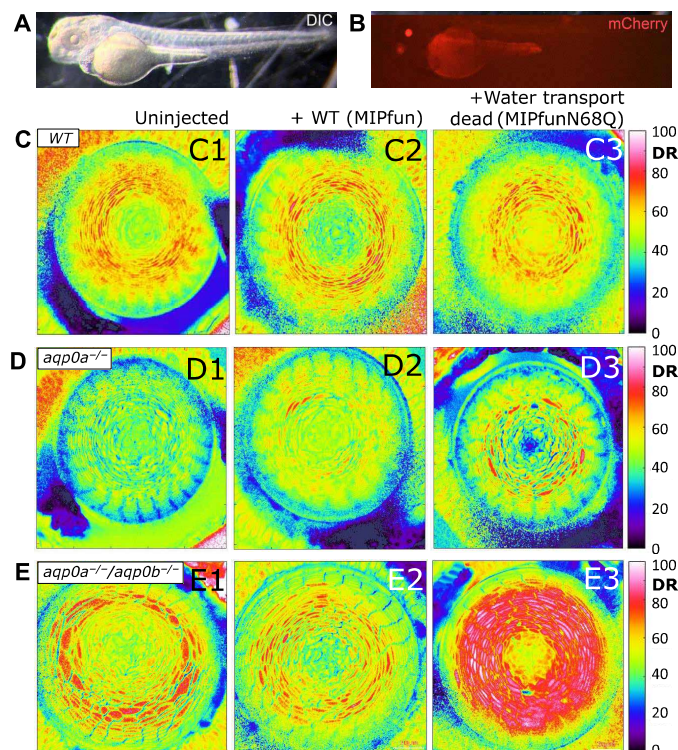 A
DIC
B
mCherry
Uninjected
+ WT (MIPfun)
+Water transport
dead (MIPfunN68Q)
C
WT
C1
C2
C3
100
DR
80
60
40
20
0
D
aqp0a−/−
D1
D2
D3
100
DR
80
60
40
20
0
E
aqp0a−/−/aqp0b−/−
E1
E2
E3
100
DR
80
60
40
20
0